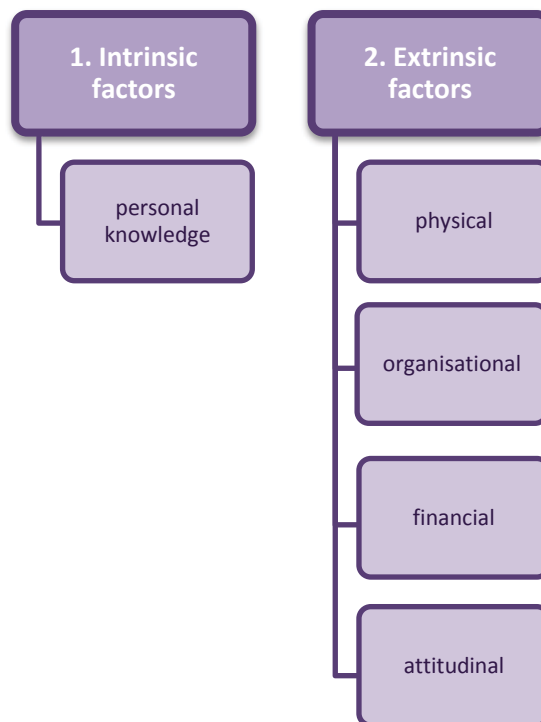 1. Intrinsic
factors
personal
knowledge
2. Extrinsic
factors
physical
organisational
financial
attitudinal